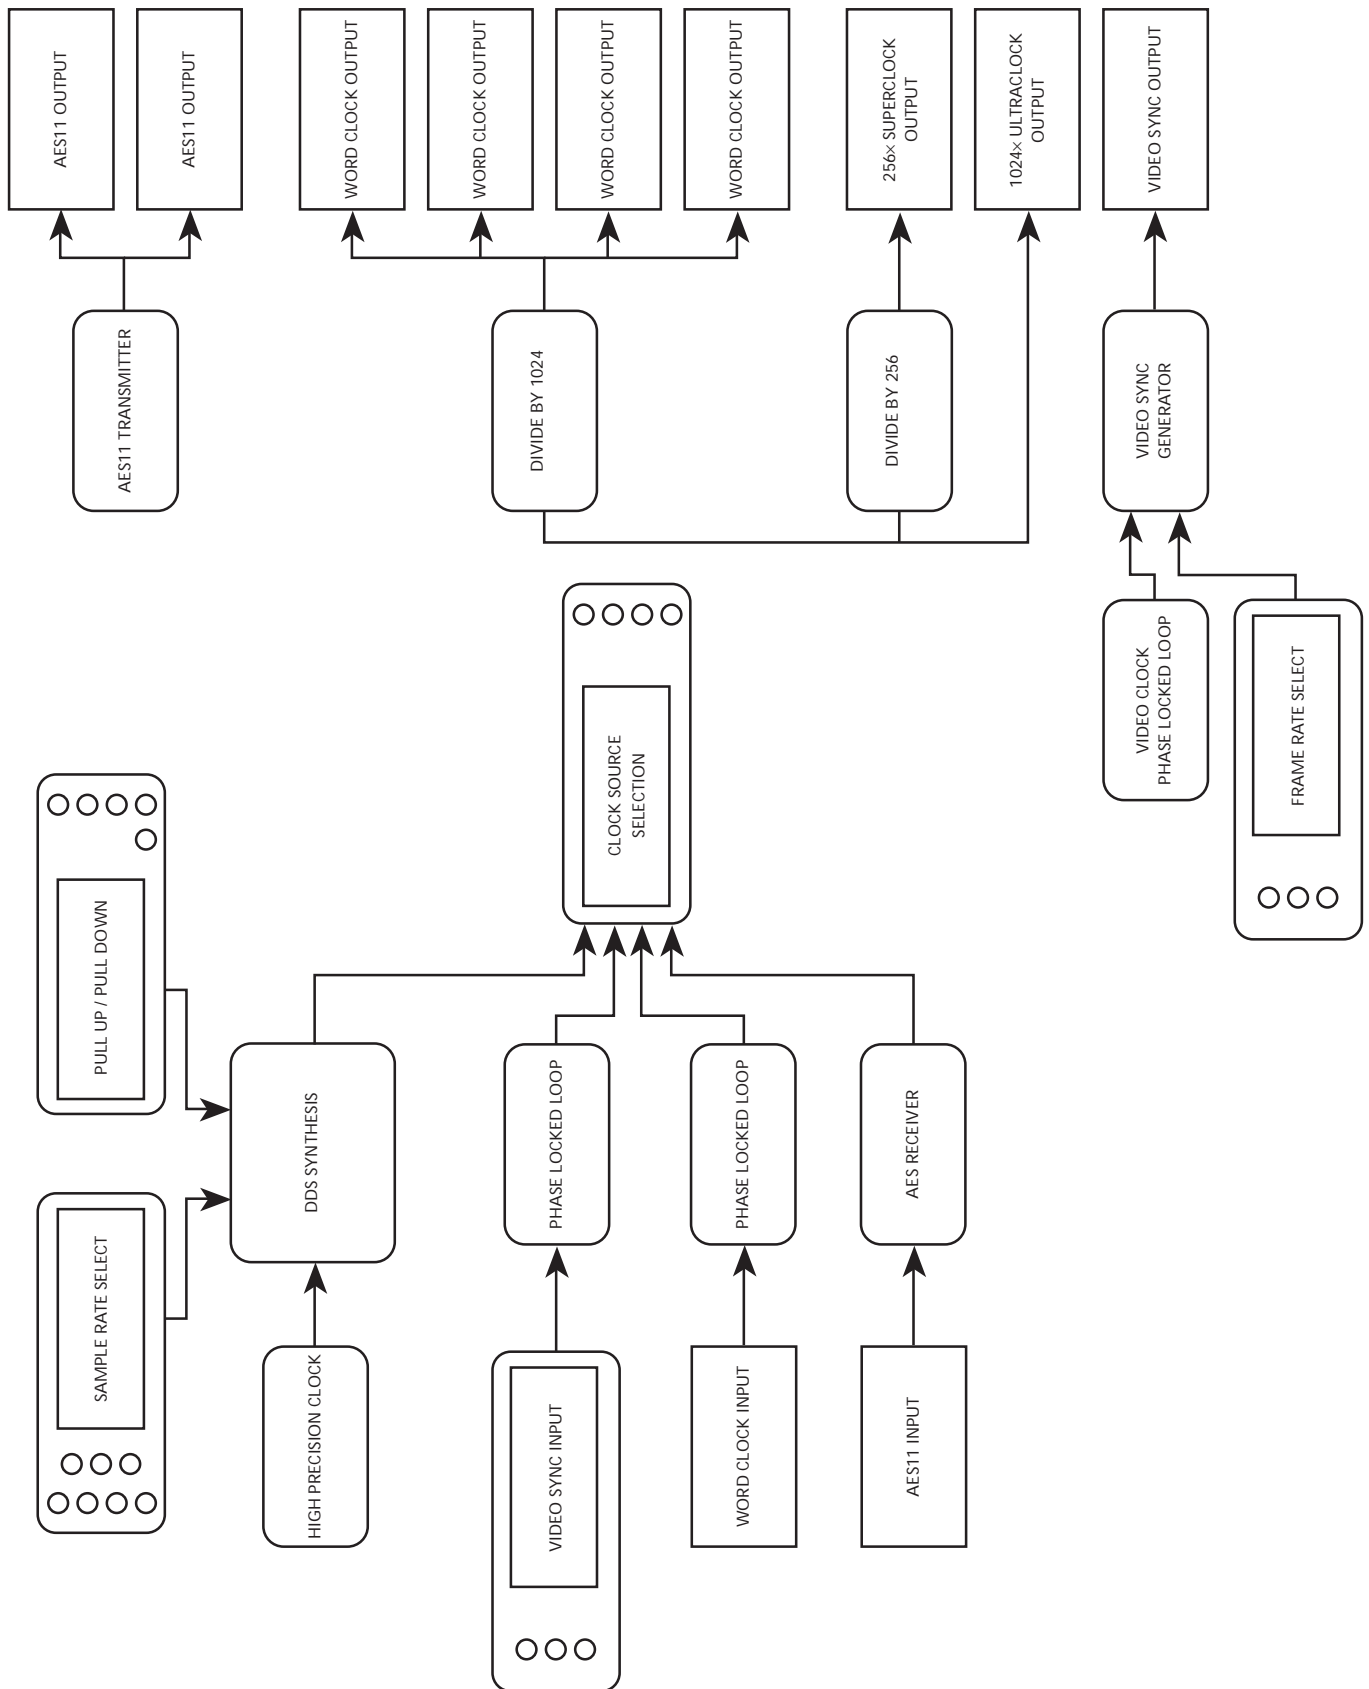 SAMPLE RATE SELECT
PULL UP / PULL DOWN
HIGH PRECISION CLOCK
DDS SYNTHESIS
VIDEO SYNC INPUT
PHASE LOCKED LOOP
WORD CLOCK INPUT
PHASE LOCKED LOOP
AES11 INPUT
AES RECEIVER
CLOCK SOURCE
SELECTION
AES11 TRANSMITTER
AES11 OUTPUT
AES11 OUTPUT
DIVIDE BY 1024
WORD CLOCK OUTPUT
WORD CLOCK OUTPUT
WORD CLOCK OUTPUT
WORD CLOCK OUTPUT
DIVIDE BY 256
256× SUPERCLOCK
OUTPUT
1024× ULTRACLOCK
OUTPUT
VIDEO CLOCK
PHASE LOCKED LOOP
FRAME RATE SELECT
VIDEO SYNC
GENERATOR
VIDEO SYNC OUTPUT